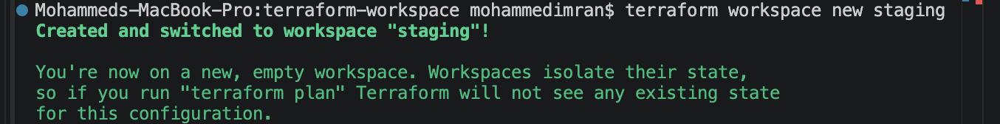 Mohammeds-MacBook-Pro:terraform-workspace mohammedimran$ terraform workspace new staging
Created and switched to workspace "staging"!
You're now on a new, empty workspace. Workspaces isolate their state,
so if you run "terraform plan" Terraform will not see any existing state
for this configuration.